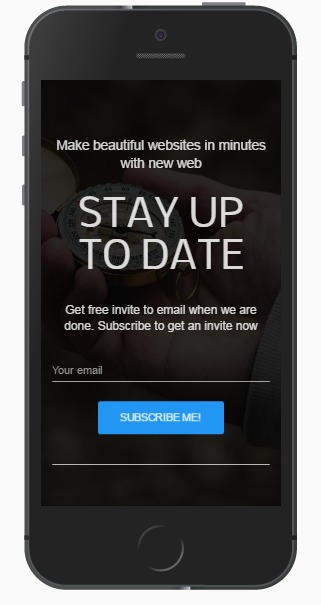 Make beautiful websites in minutes
with new web
STAY UP
TO DATE
Get free invite to email when we are
done. Subscribe to get an invite now
Your email
SUBSCRIBE ME!